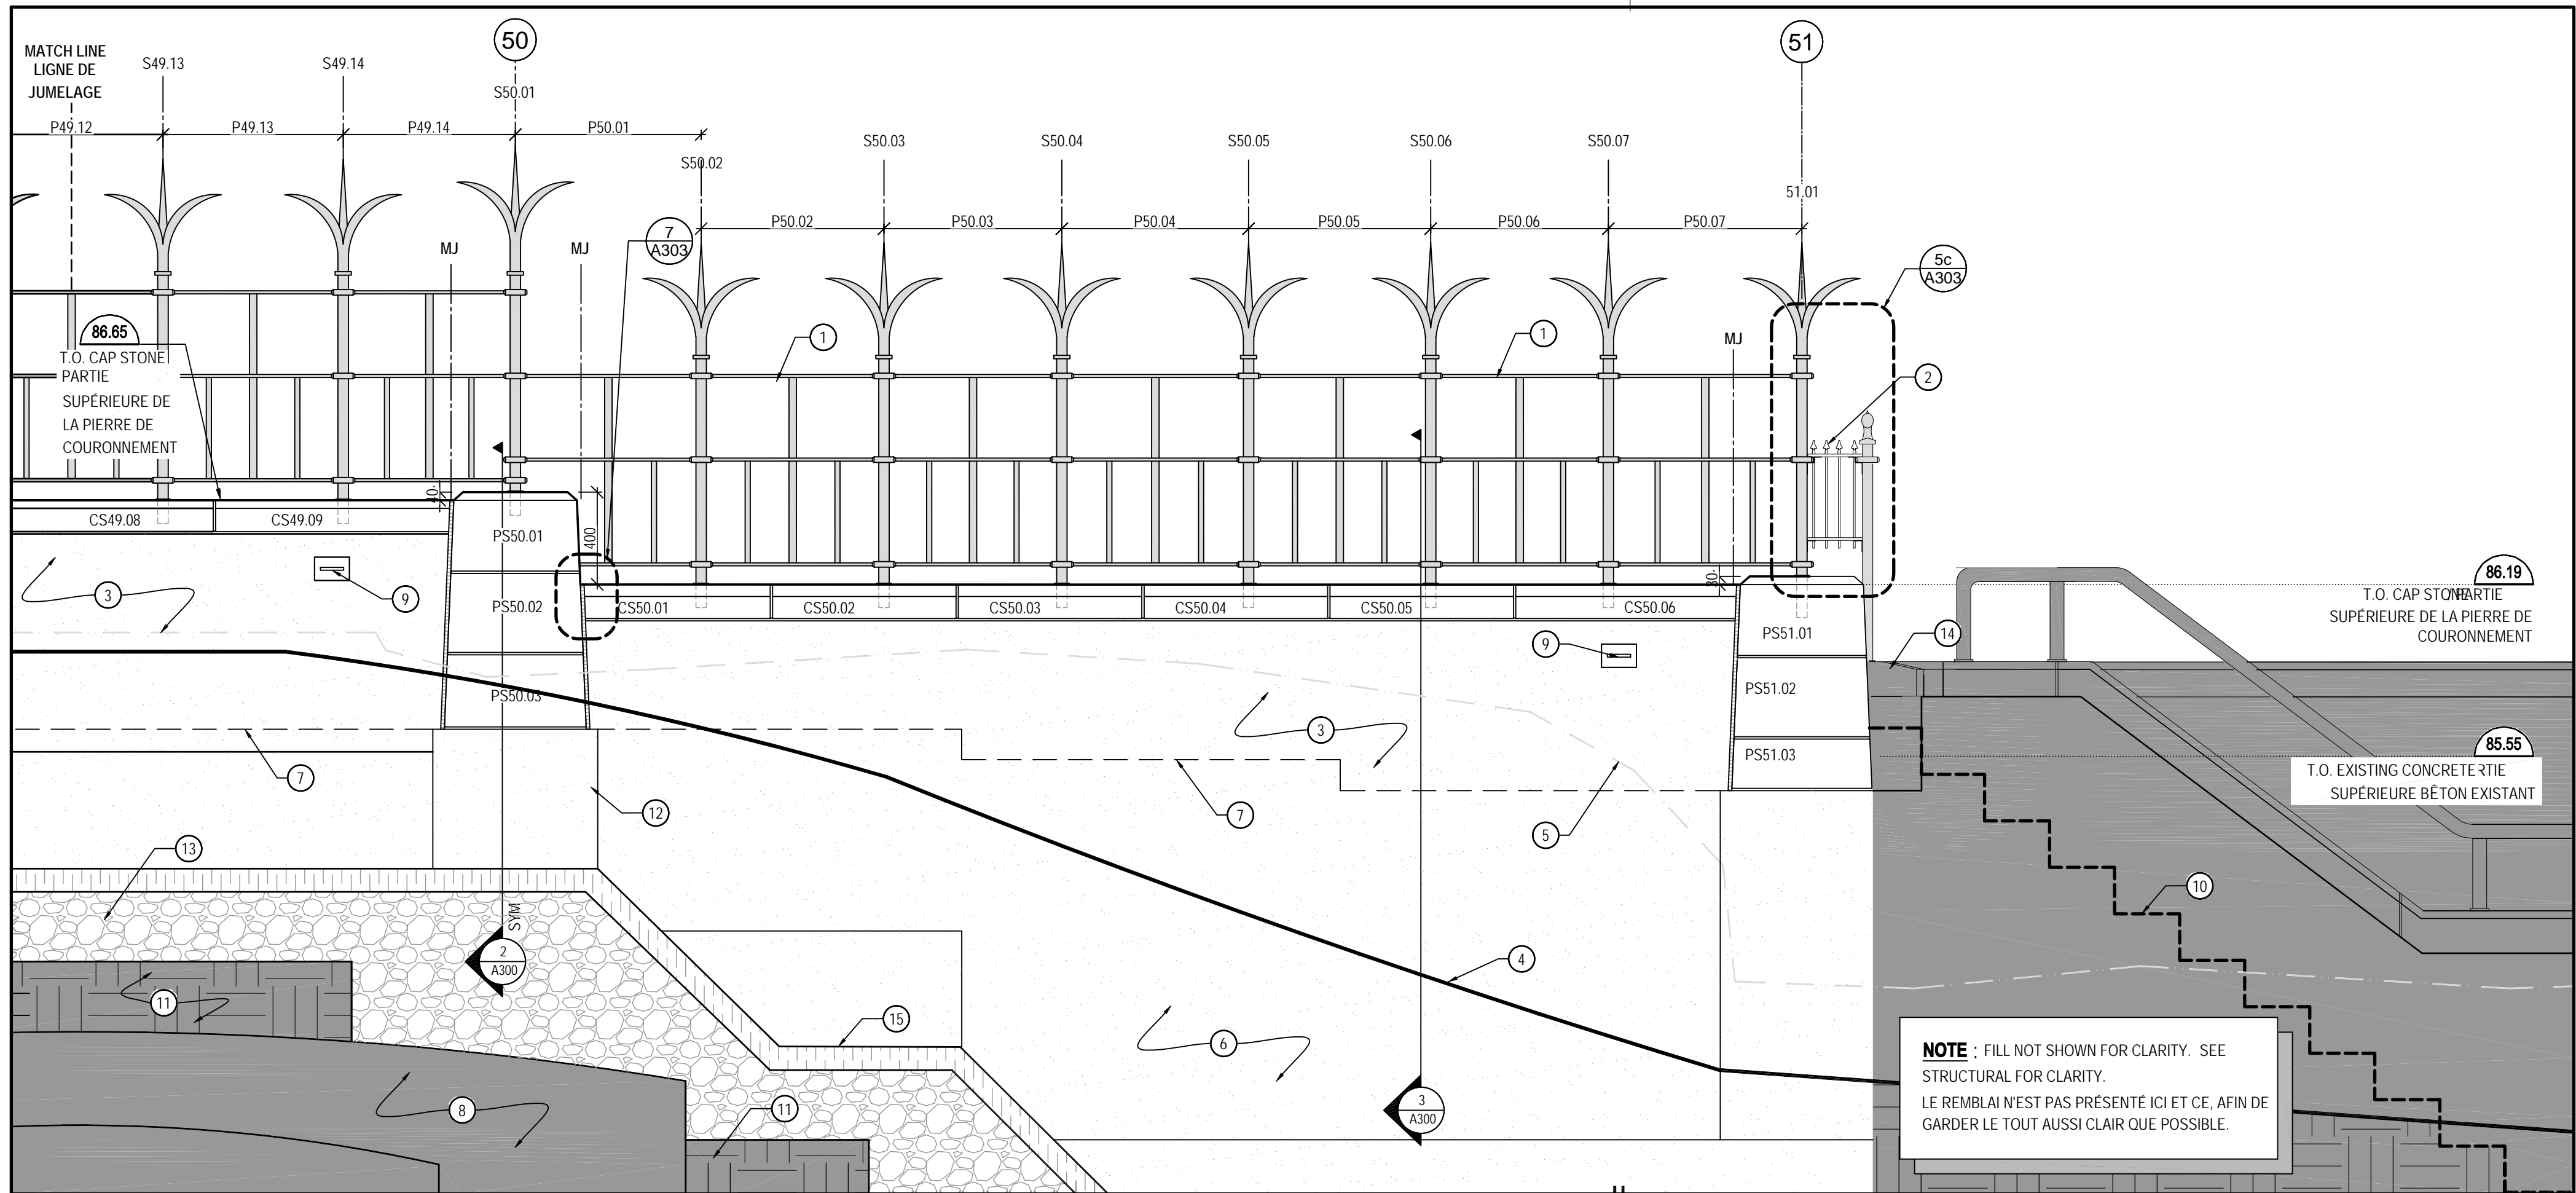 50
51
MATCH LINE
LIGNE DE
JUMELAGE
S49.13
S49.14
S50.01
P49.12
P49.13
P49.14
P50.01
S50.02
S50.03
S50.04
S50.05
S50.06
S50.07
51.01
P50.02
P50.03
P50.04
P50.05
P50.06
P50.07
7
A303
5c
A303
MJ
MJ
MJ
86.65
T.O. CAP STONE
PARTIE
SUPÉRIEURE DE
LA PIERRE DE
COURONNEMENT
1
1
2
40
400
30
CS49.08
CS49.09
PS50.01
PS50.02
PS50.03
CS50.01
CS50.02
CS50.03
CS50.04
CS50.05
CS50.06
PS51.01
PS51.02
PS51.03
86.19
T.O. CAP STONE/PARTIE
SUPÉRIEURE DE LA PIERRE DE
COURONNEMENT
3
9
9
14
3
85.55
T.O. EXISTING CONCRETERTIE
SUPÉRIEURE BÊTON EXISTANT
7
12
7
5
13
10
SYM
2
A300
4
11
15
6
8
11
3
A300
NOTE : FILL NOT SHOWN FOR CLARITY. SEE
STRUCTURAL FOR CLARITY.
LE REMBLAI N'EST PAS PRÉSENTÉ ICI ET CE, AFIN DE
GARDER LE TOUT AUSSI CLAIR QUE POSSIBLE.